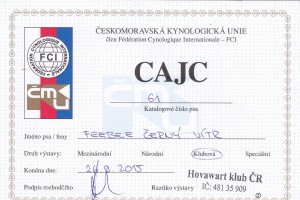 ČESKOMORAVSKÁ KYNOLOGICKÁ UNIE
člen Fédération Cynologique Internationale – FCI
FCI
CAJC
61
Katalogové číslo psa
Jméno psa / feny FEEBEE ČERNÝ VÍTR
Druh výstavy: Mezinárodní Národní Klubová Speciální
Konána dne: 2015
Podpis rozhodčího Razítko výstavy
Hovawart klub ČR
IČ: 481 35 909